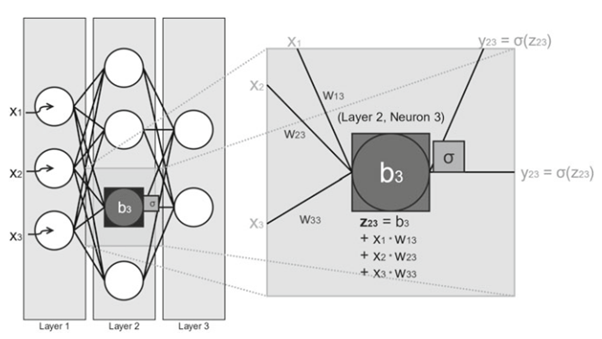 X1
X2
X3
b3
σ
Layer 1
Layer 2
Layer 3
X1
y23 = σ(z23)
X2
w13
(Layer 2, Neuron 3)
w23
b3
σ
y23 = σ(z23)
X3
w33
z23 = b3
+ x1 · w13
+ x2 · w23
+ x3 · w33